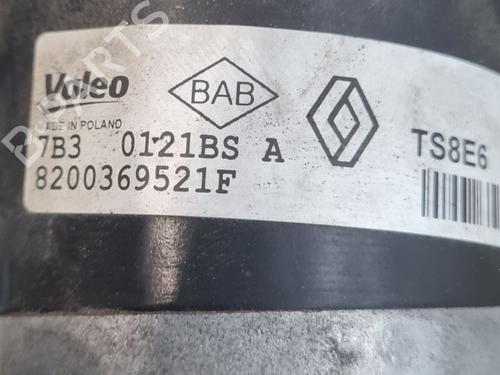 Valeo
BAB
MADE IN POLAND
7B3 0121BS A
TS8E6
8200369521F